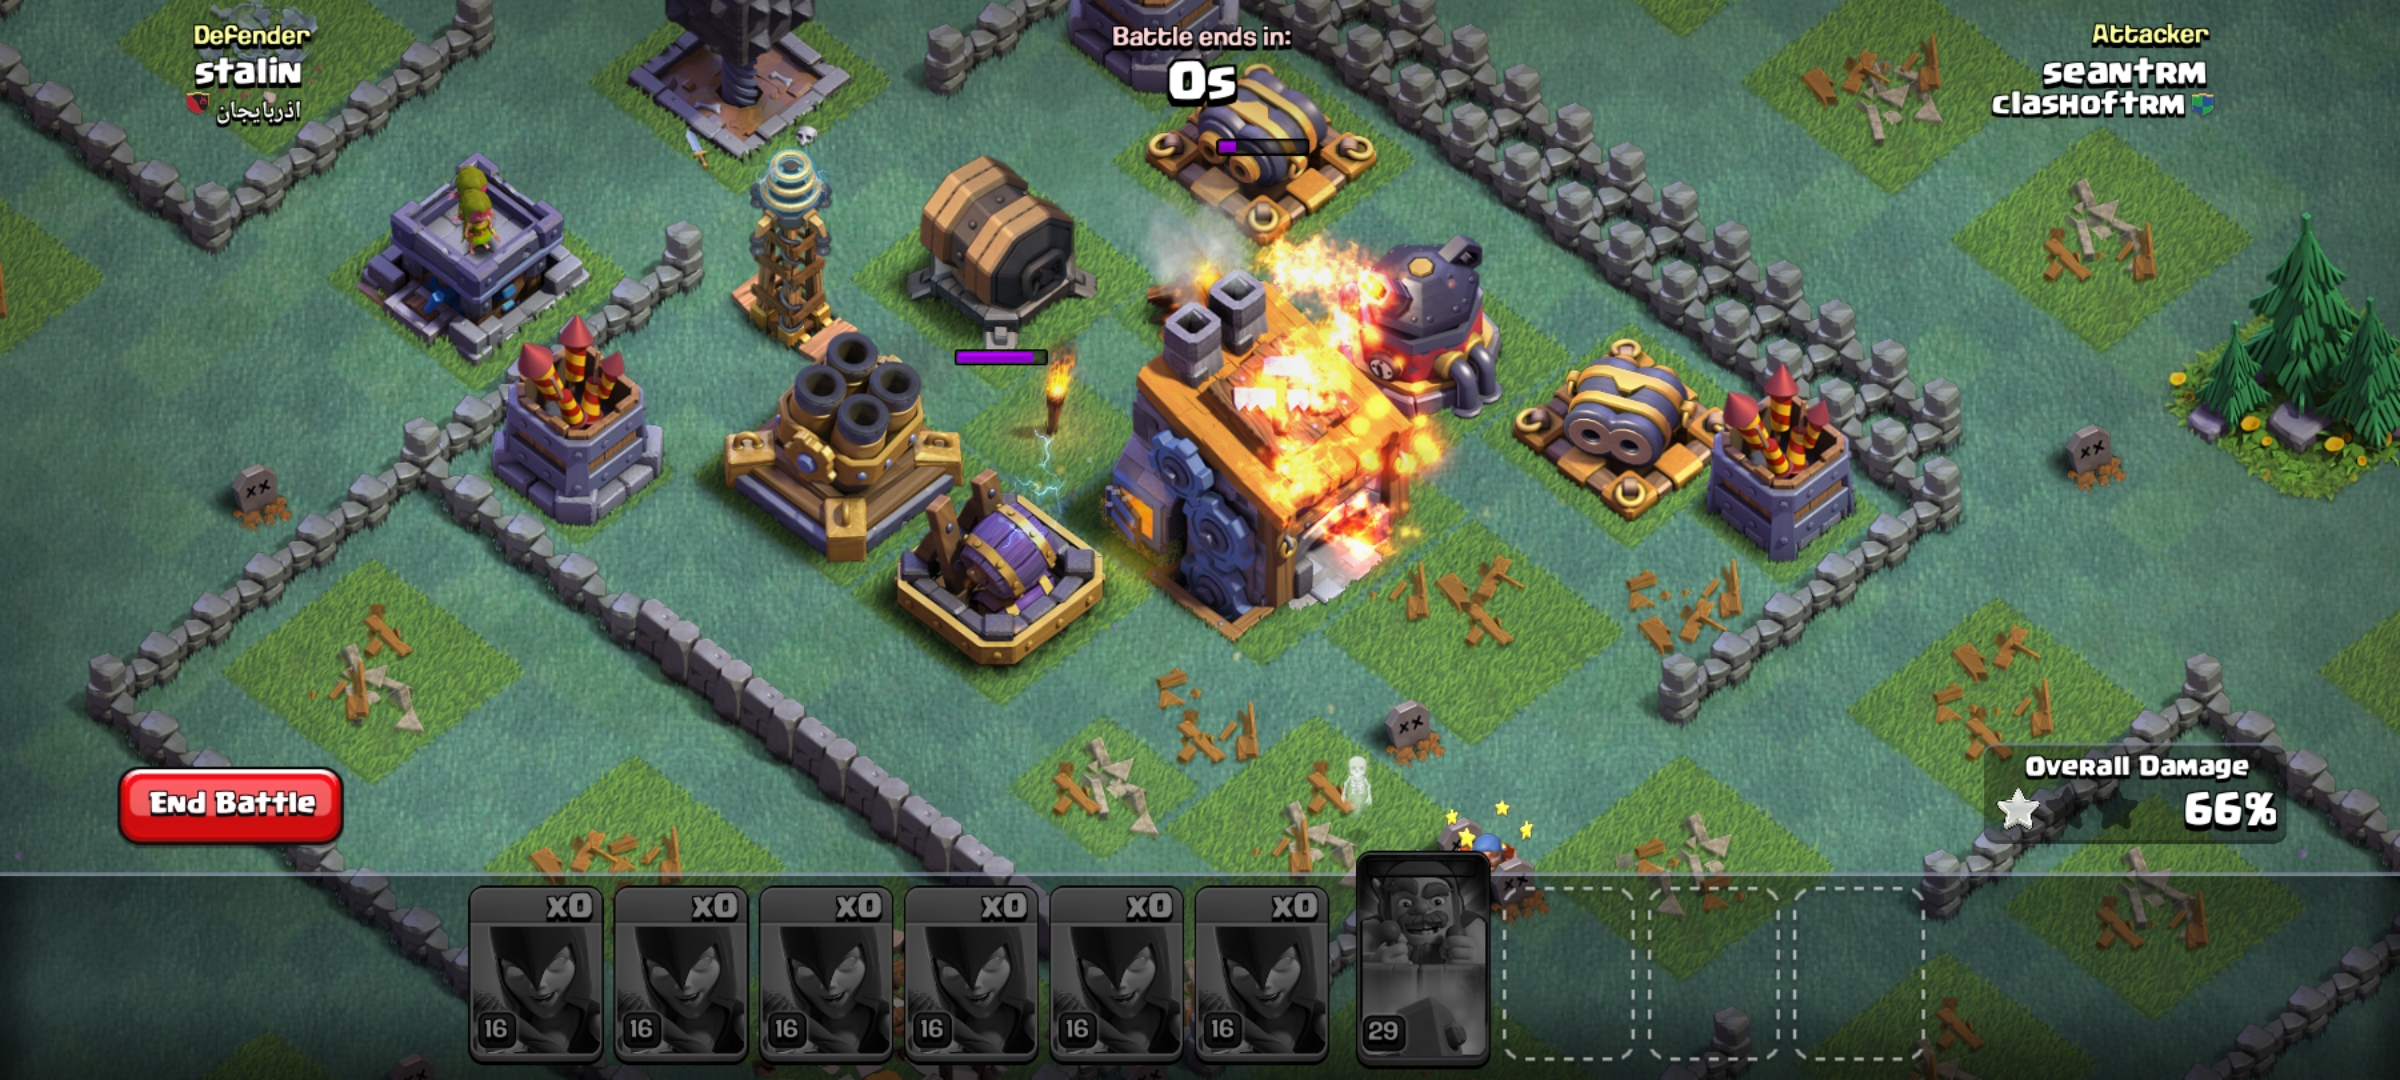 Defender
stalin
اذربایجان
Battle ends in:
0s
Attacker
seantRM
clashoftRM
End Battle
Overall Damage
66%
x0
x0
x0
x0
x0
x0
16
16
16
16
16
16
29